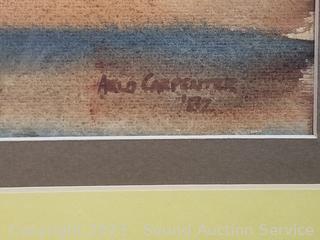 ARLO CARPENTER
'82
Copyright 2023 - Sound Auction Service